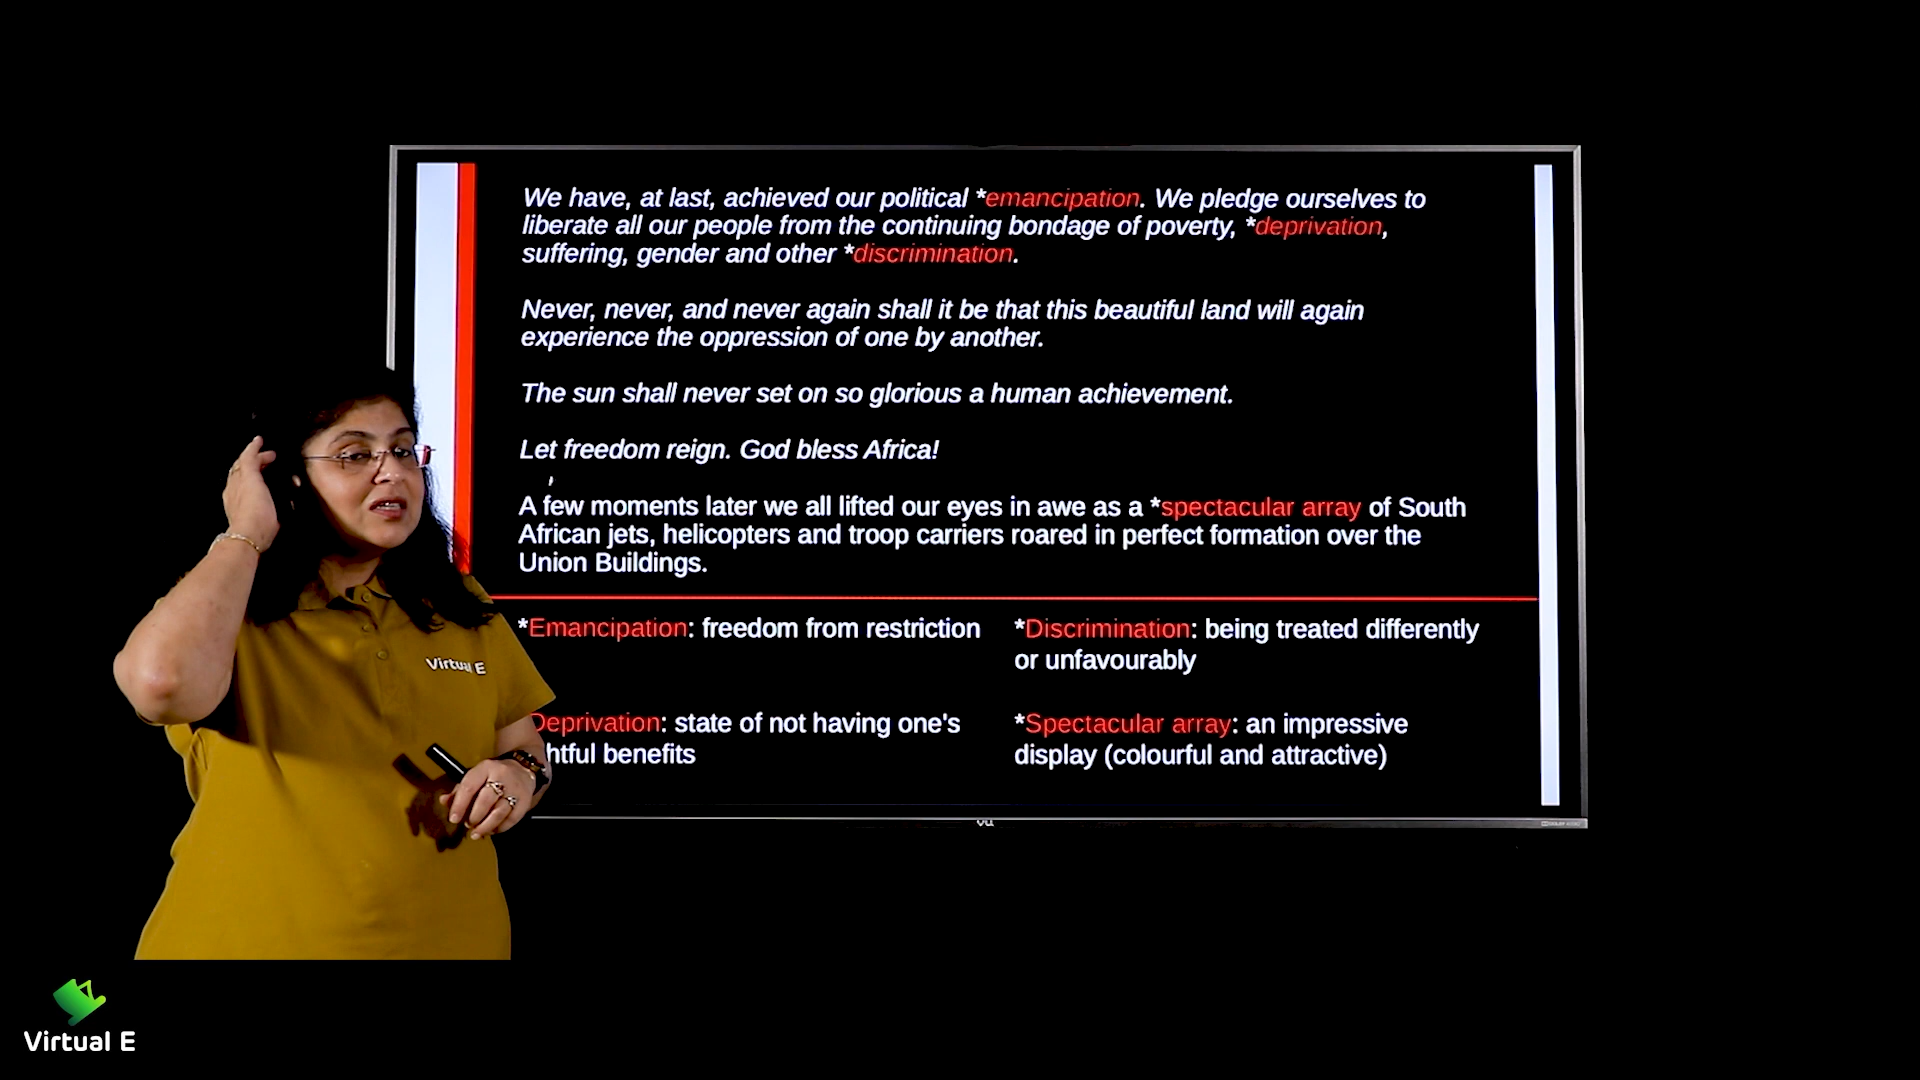 We have, at last, achieved our political *emancipation. We pledge ourselves to
liberate all our people from the continuing bondage of poverty, *deprivation,
suffering, gender and other *discrimination.
Never, never, and never again shall it be that this beautiful land will again
experience the oppression of one by another.
The sun shall never set on so glorious a human achievement.
Let freedom reign. God bless Africa!
A few moments later we all lifted our eyes in awe as a *spectacular array of South
African jets, helicopters and troop carriers roared in perfect formation over the
Union Buildings.
*Emancipation: freedom from restriction
*Discrimination: being treated differently
or unfavourably
Deprivation: state of not having one's
htful benefits
*Spectacular array: an impressive
display (colourful and attractive)
Virtual E
Virtual E